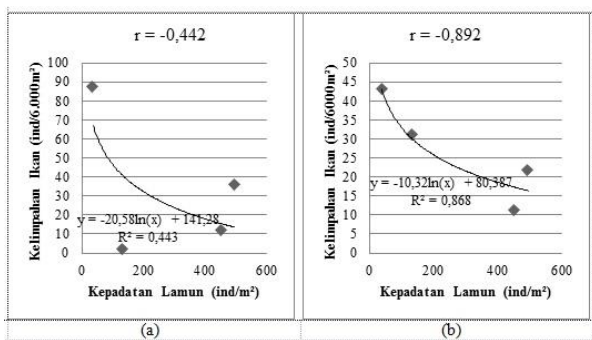 r = -0,442
Kelimpahan Ikan (ind/6.000m²)
100
90
80
70
60
50
40
30
20
10
0
y = -20,58ln(x) + 141,28
R² = 0,443
0 200 400 600
Kepadatan Lamun (ind/m²)
(a)
r = -0,892
Kelimpahan Ikan (ind/6000m²)
50
45
40
35
30
25
20
15
10
5
0
y = -10,32ln(x) + 80,387
R² = 0,868
0 200 400 600
Kepadatan Lamun (ind/m²)
(b)